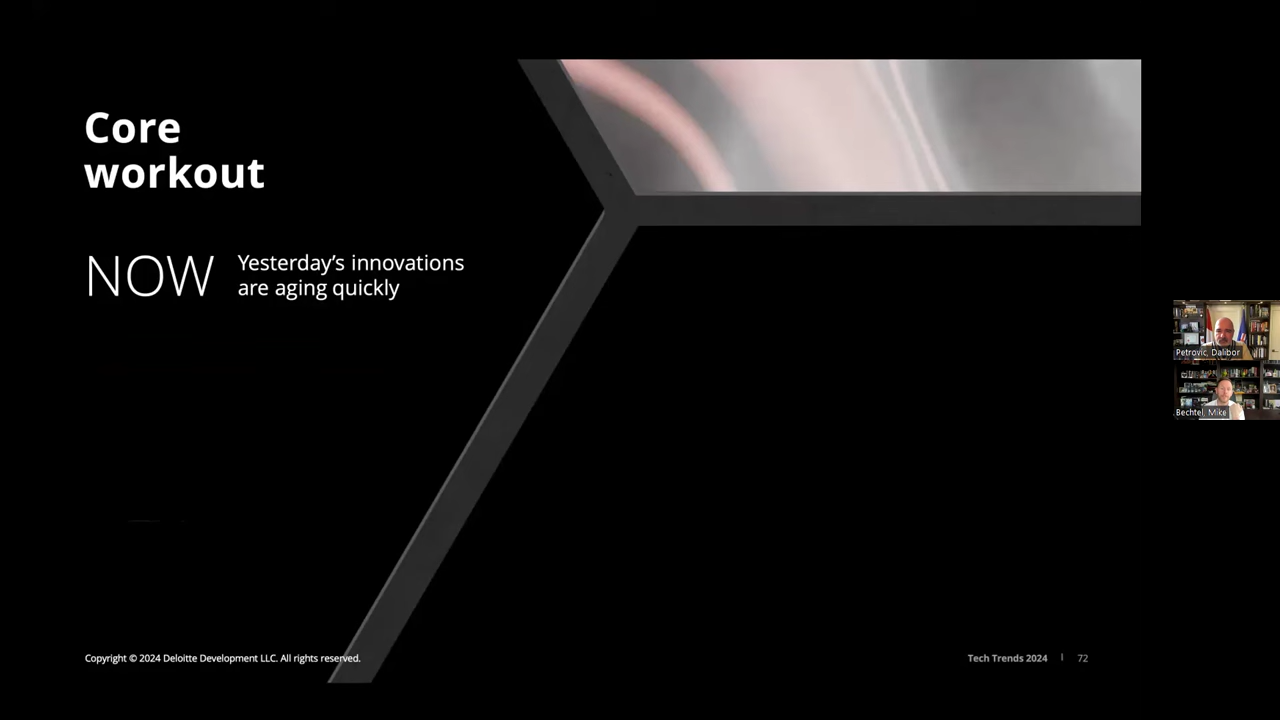 Core
workout
NOW
Yesterday's innovations
are aging quickly
Petrovic, Dalibor
Bechtel, Mike
Copyright © 2024 Deloitte Development LLC. All rights reserved.
Tech Trends 2024 | 72